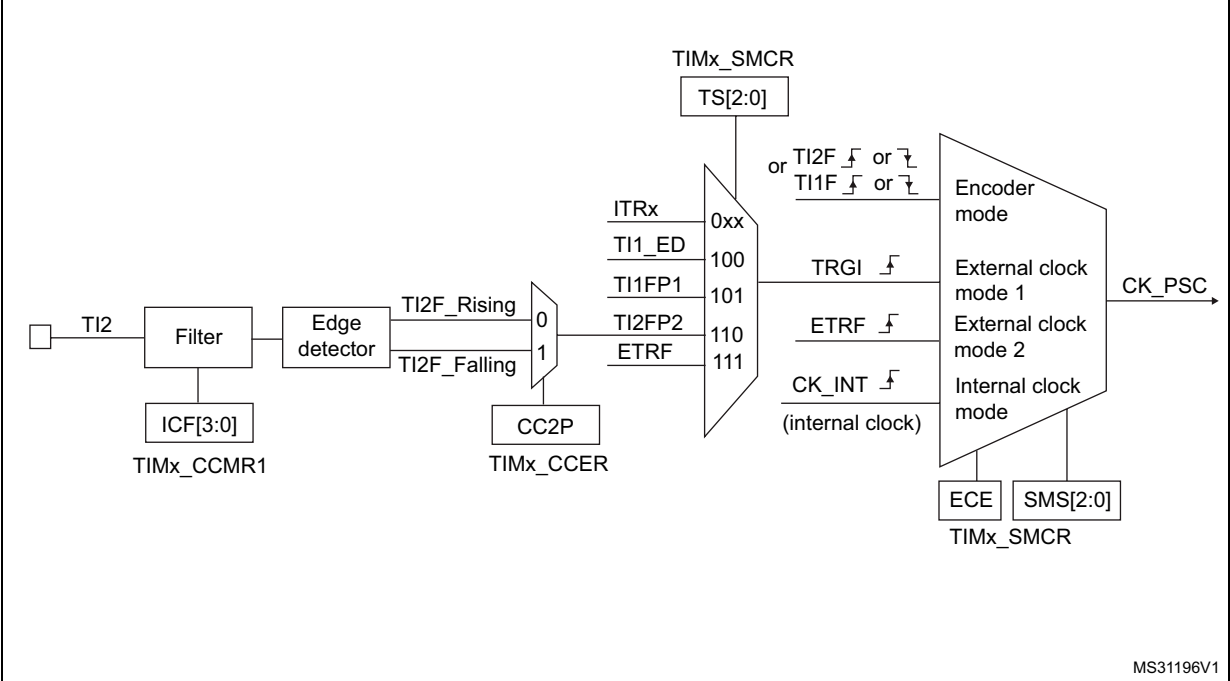 TIMx_SMCR
TS[2:0]
or TI2F or
TI1F or
Encoder
mode
ITRx
0xx
TI1_ED
100
TI1FP1
101
TI2FP2
110
ETRF
111
TRGI
External clock
mode 1
CK_PSC
ETRF
External clock
mode 2
CK_INT
(internal clock)
Internal clock
mode
TI2
Filter
Edge
detector
TI2F_Rising
0
TI2F_Falling
1
ICF[3:0]
TIMx_CCMR1
CC2P
TIMx_CCER
ECE
SMS[2:0]
TIMx_SMCR
MS31196V1